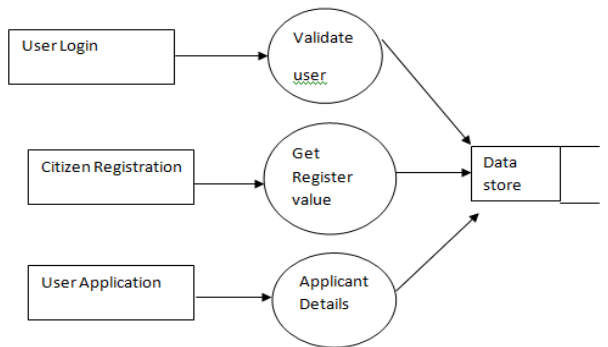 User Login
Validate
user
Citizen Registration
Get
Register
value
Data
store
User Application
Applicant
Details